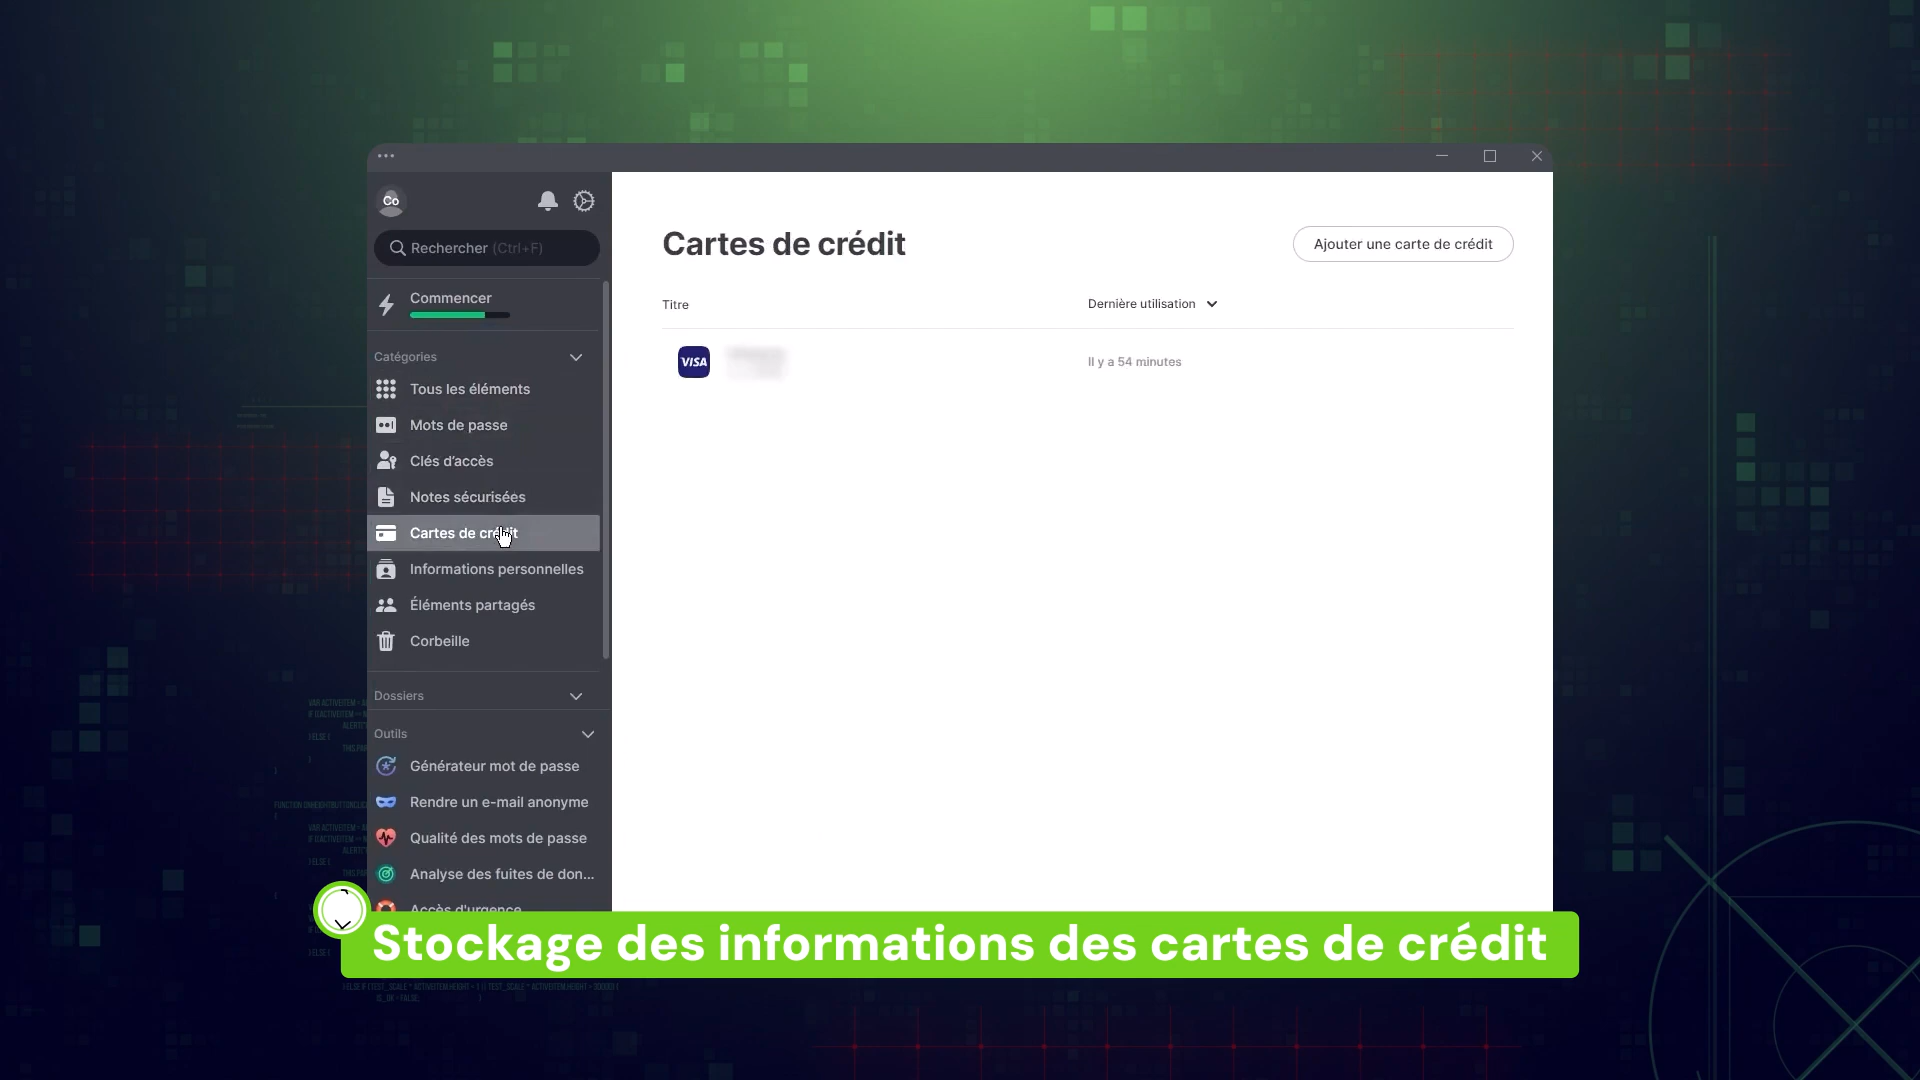 Co
Rechercher (Ctrl+F)
Commencer
Catégories
Tous les éléments
Mots de passe
Clés d'accès
Notes sécurisées
Cartes de crédit
Informations personnelles
Éléments partagés
Corbeille
Dossiers
Outils
Générateur mot de passe
Rendre un e-mail anonyme
Qualité des mots de passe
Analyse des fuites de don...
Accès d'urgence
Cartes de crédit
Ajouter une carte de crédit
Titre
Dernière utilisation
VISA
Il y a 54 minutes
Stockage des informations des cartes de crédit